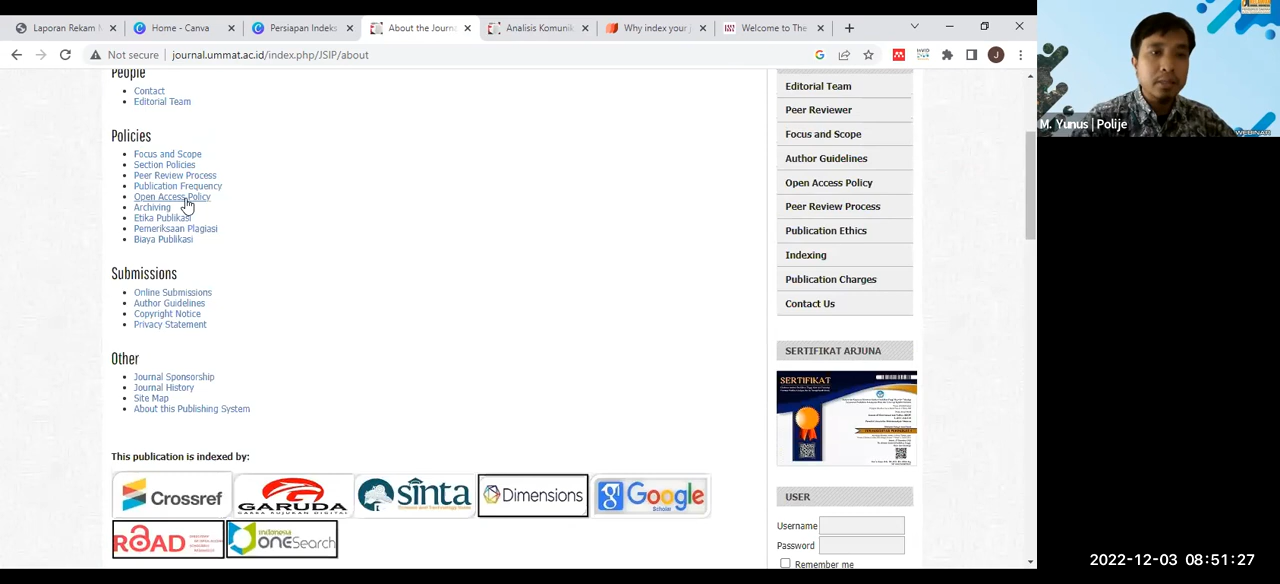 Laporan Rekam M
Home - Canva
Persiapan Indeks
About the Journa
Analisis Komunik
Why index your j
Welcome to The
Not secure
journal.ummat.ac.id/index.php/JSIP/about
J
People
Contact
Editorial Team
Policies
Focus and Scope
Section Policies
Peer Review Process
Publication Frequency
Open Access Policy
Archiving
Etika Publikasi
Pemeriksaan Plagiasi
Biaya Publikasi
Submissions
Online Submissions
Author Guidelines
Copyright Notice
Privacy Statement
Other
Journal Sponsorship
Journal History
Site Map
About this Publishing System
This publication is indexed by:
Crossref
GARUDA
GARBA RUJUKAN DIGITAL
sinta
Dimensions
Google
Scholar
ROAD
Indonesia
OneSearch
Editorial Team
Peer Reviewer
Focus and Scope
Author Guidelines
Open Access Policy
Peer Review Process
Publication Ethics
Indexing
Publication Charges
Contact Us
SERTIFIKAT ARJUNA
SERTIFIKAT
USER
Username
Password
Remember me
M. Yunus | Polije
WEBINAR
2022-12-03 08:51:27